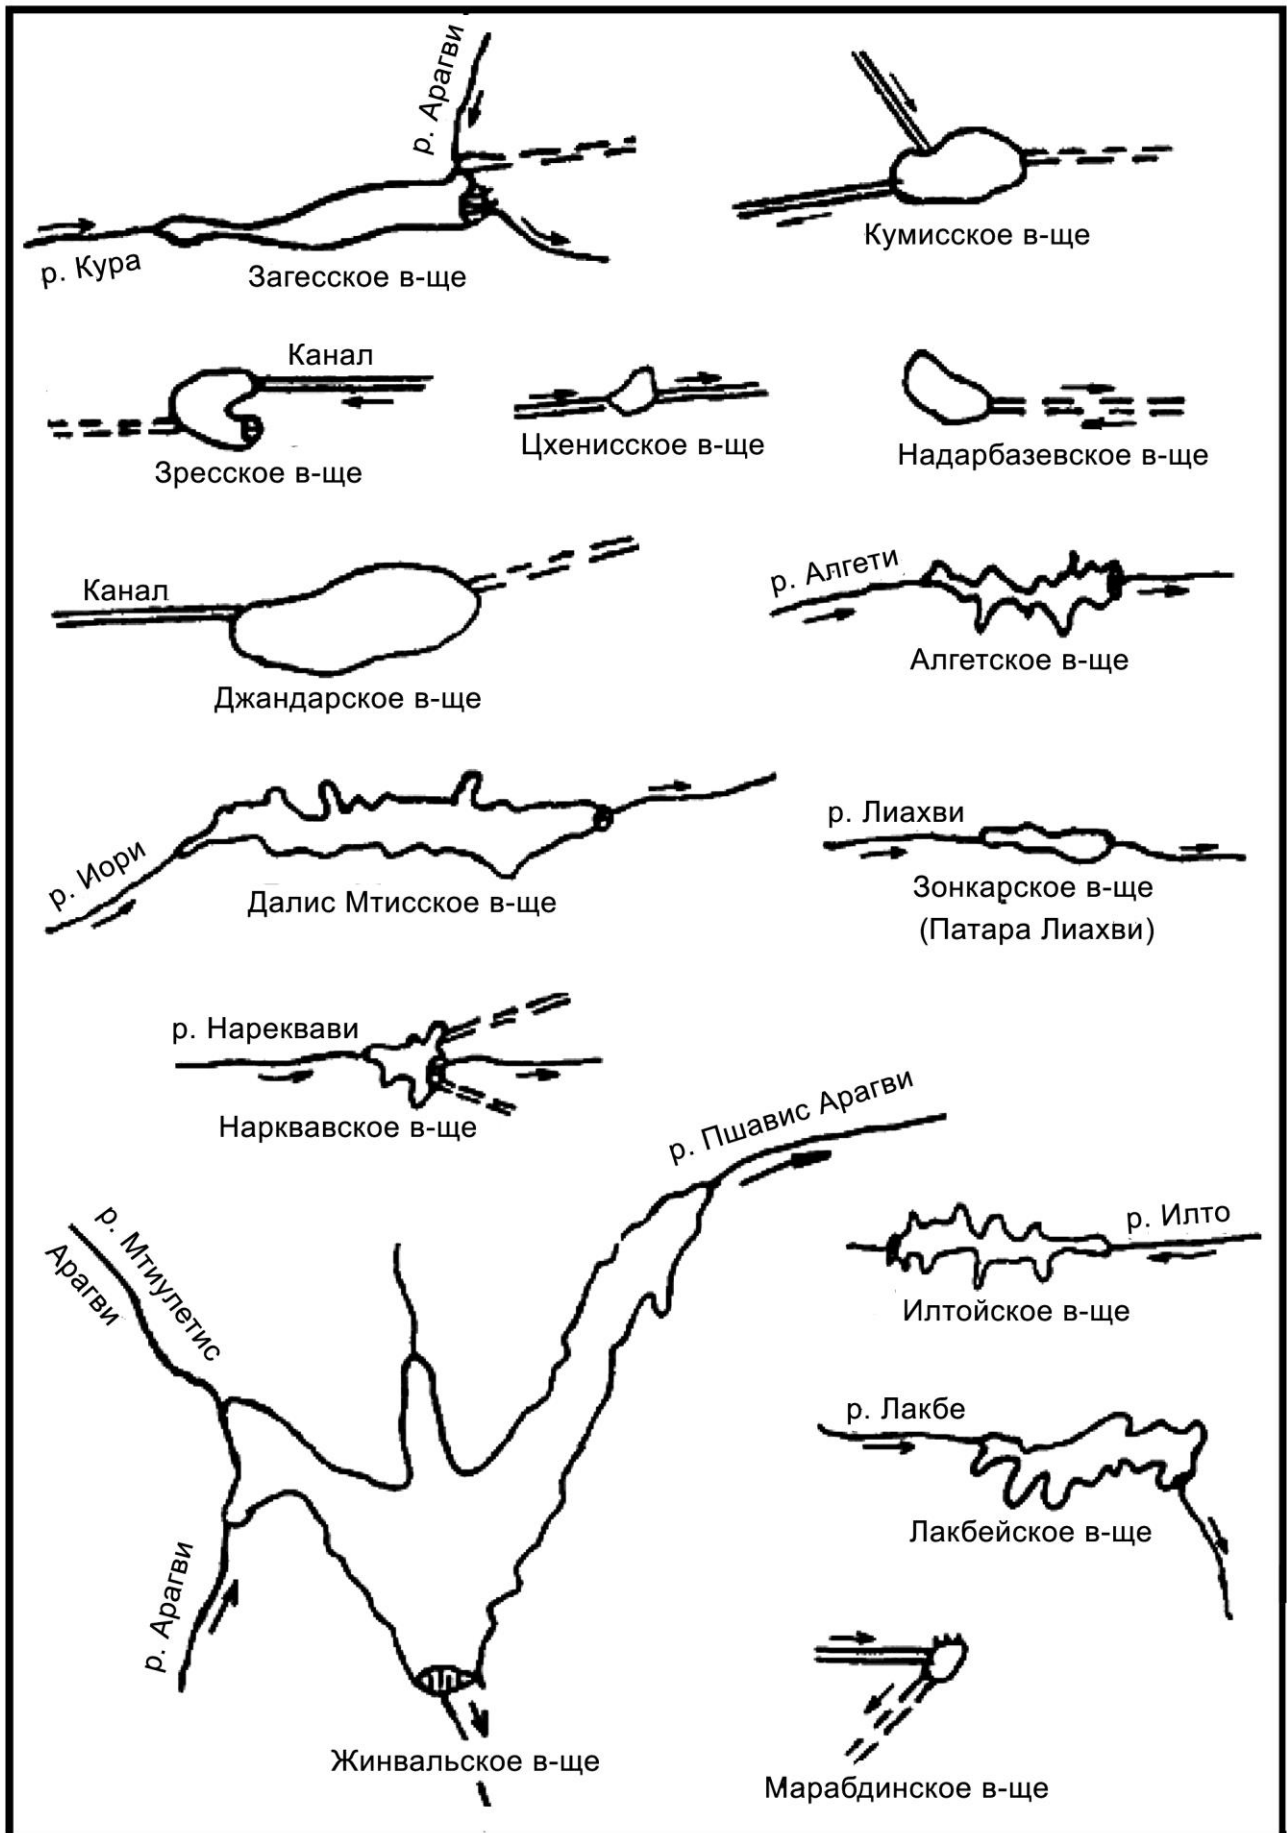 р. Арагви
р. Кура
Загесское в-ще
Кумисское в-ще
Канал
Зресское в-ще
Цхенисское в-ще
Надарбазевское в-ще
Канал
Джандарское в-ще
р. Алгети
Алгетское в-ще
р. Иори
Далис Мтисское в-ще
р. Лиахви
Зонкарское в-ще
(Патара Лиахви)
р. Нареквави
Нарквавское в-ще
р. Пшавис Арагви
р. Мтиулетис
Арагви
р. Арагви
Жинвальское в-ще
р. Илто
Илтойское в-ще
р. Лакбе
Лакбейское в-ще
Марабдинское в-ще